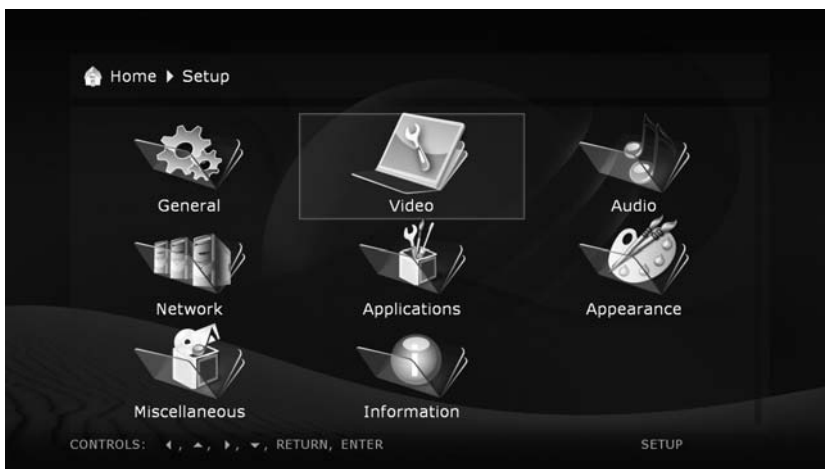 Home ▶ Setup
General Video Audio
Network Applications Appearance
Miscellaneous Information
CONTROLS: ◀, ▲, ▶, ▼, RETURN, ENTER SETUP